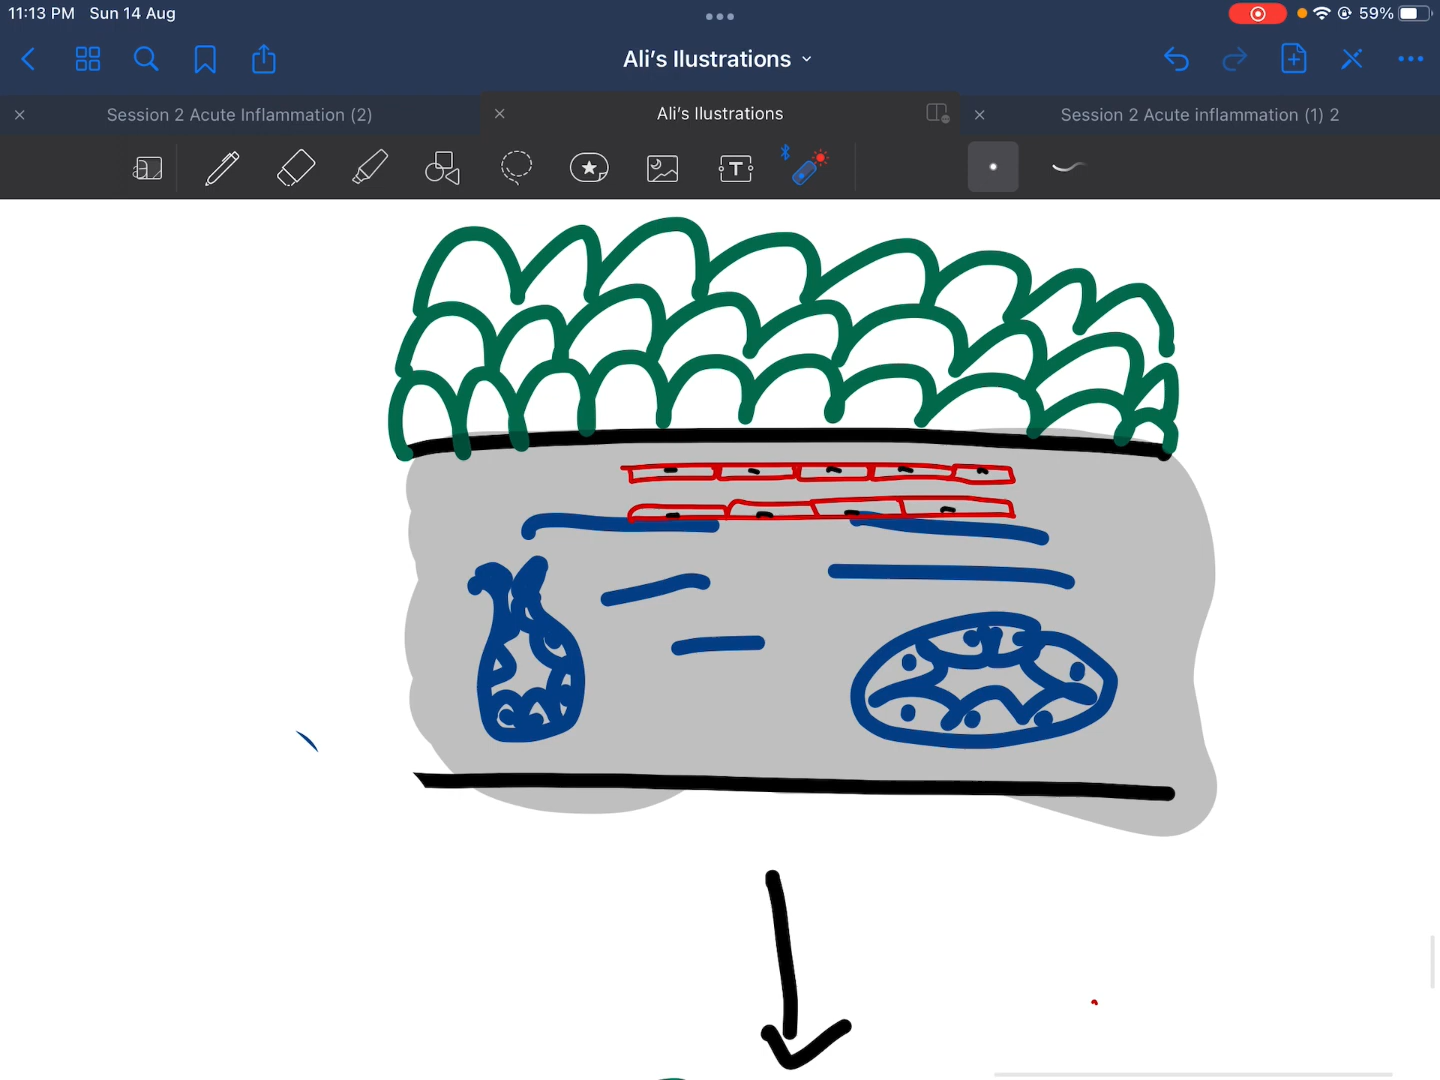 11:13 PM Sun 14 Aug
59%
Ali's Ilustrations
Session 2 Acute Inflammation (2)
Ali's Ilustrations
Session 2 Acute inflammation (1) 2
a
T